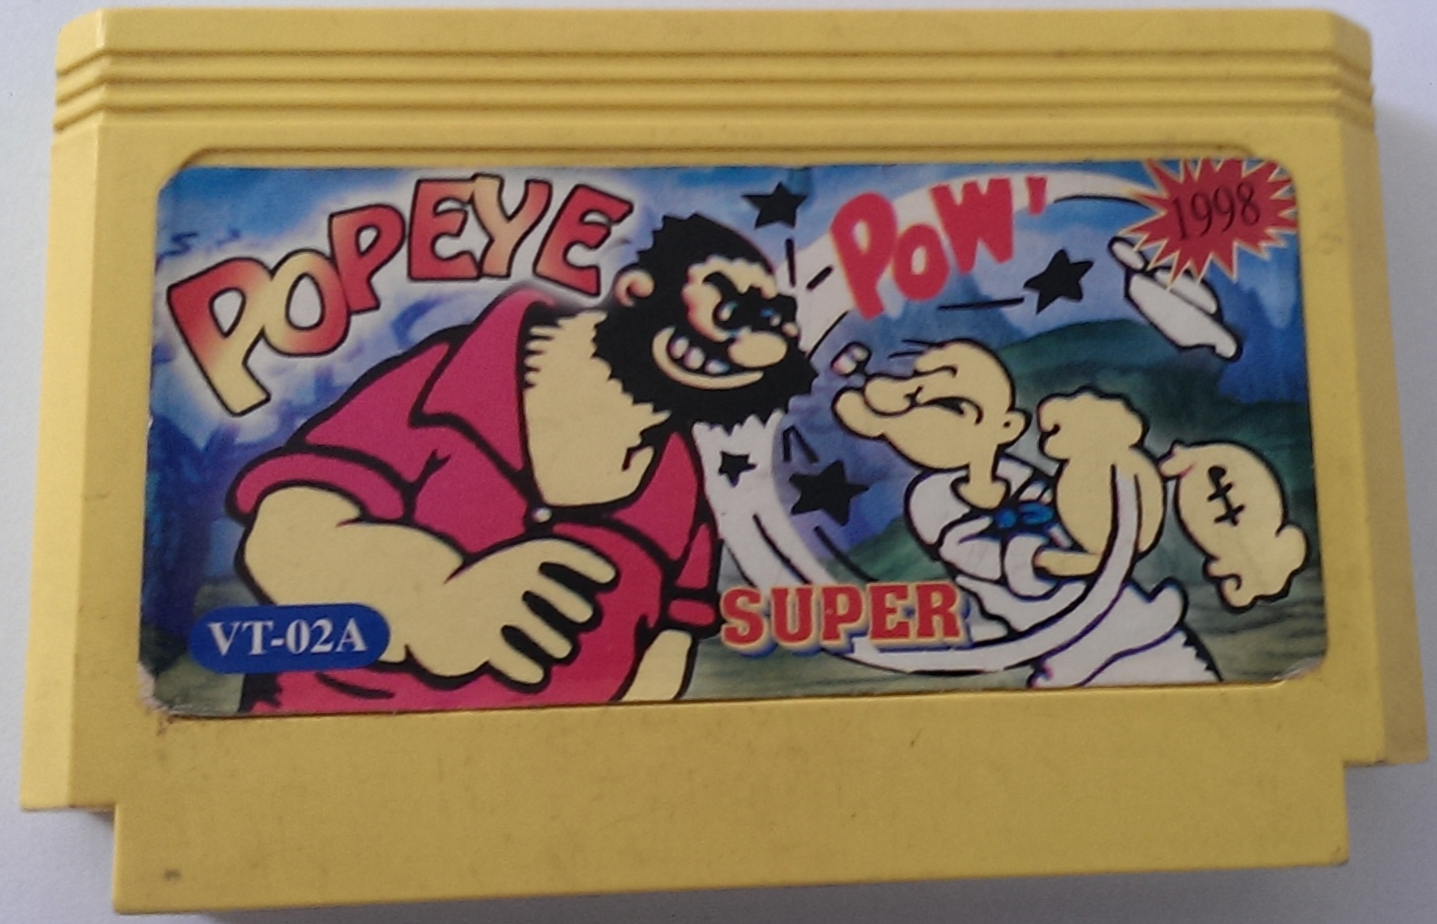 POPEYE
POW'
1998
SUPER
VT-02A